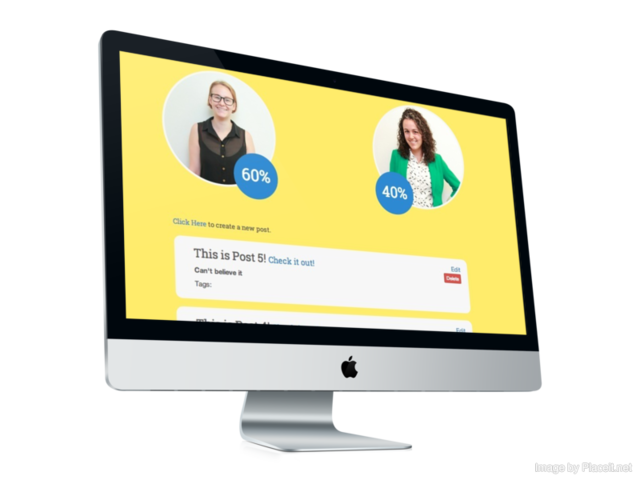 60%
40%
Click Here to create a new post.
This is Post 5! Check it out!
Edit
Can't believe it
Delete
Tags:
Edit
Image by Placeit.net